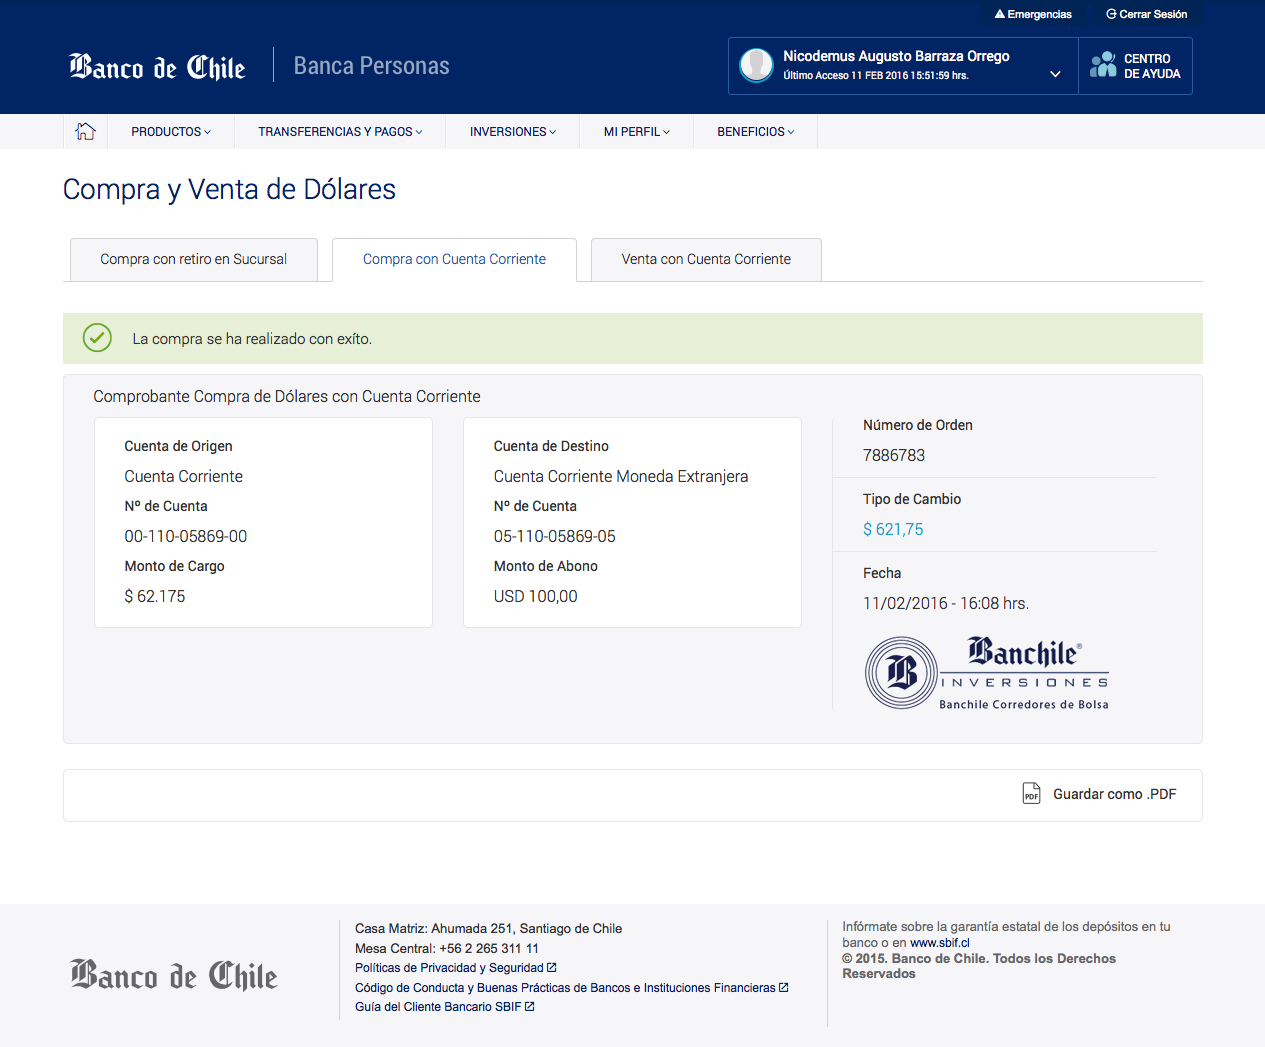 Emergencias
Cerrar Sesión
Banco de Chile
Banca Personas
Nicodemus Augusto Barraza Orrego
Último Acceso 11 FEB 2016 15:51:59 hrs.
CENTRO
DE AYUDA
PRODUCTOS
TRANSFERENCIAS Y PAGOS
INVERSIONES
MI PERFIL
BENEFICIOS
Compra y Venta de Dólares
Compra con retiro en Sucursal
Compra con Cuenta Corriente
Venta con Cuenta Corriente
La compra se ha realizado con exíto.
Comprobante Compra de Dólares con Cuenta Corriente
Cuenta de Origen
Cuenta Corriente
Nº de Cuenta
00-110-05869-00
Monto de Cargo
$ 62.175
Cuenta de Destino
Cuenta Corriente Moneda Extranjera
Nº de Cuenta
05-110-05869-05
Monto de Abono
USD 100,00
Número de Orden
7886783
Tipo de Cambio
$ 621,75
Fecha
11/02/2016 - 16:08 hrs.
B
Banchile®
INVERSIONES
Banchile Corredores de Bolsa
PDF
Guardar como .PDF
Banco de Chile
Casa Matriz: Ahumada 251, Santiago de Chile
Mesa Central: +56 2 265 311 11
Políticas de Privacidad y Seguridad
Código de Conducta y Buenas Prácticas de Bancos e Instituciones Financieras
Guía del Cliente Bancario SBIF
Infórmate sobre la garantía estatal de los depósitos en tu
banco o en www.sbif.cl
© 2015. Banco de Chile. Todos los Derechos
Reservados